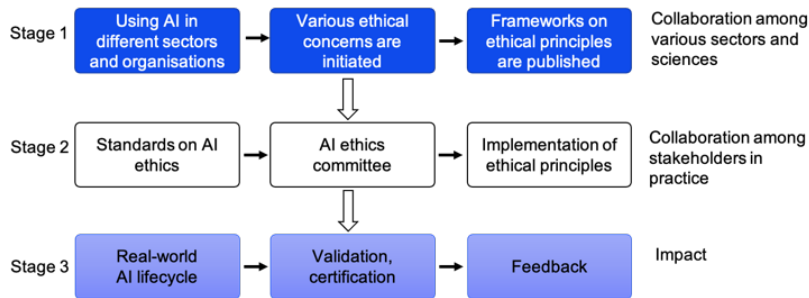 Stage 1
Using AI in
different sectors
and organisations
Various ethical
concerns are
initiated
Frameworks on
ethical principles
are published
Collaboration among
various sectors and
sciences
Stage 2
Standards on AI
ethics
AI ethics
committee
Implementation of
ethical principles
Collaboration among
stakeholders in
practice
Stage 3
Real-world
AI lifecycle
Validation,
certification
Feedback
Impact